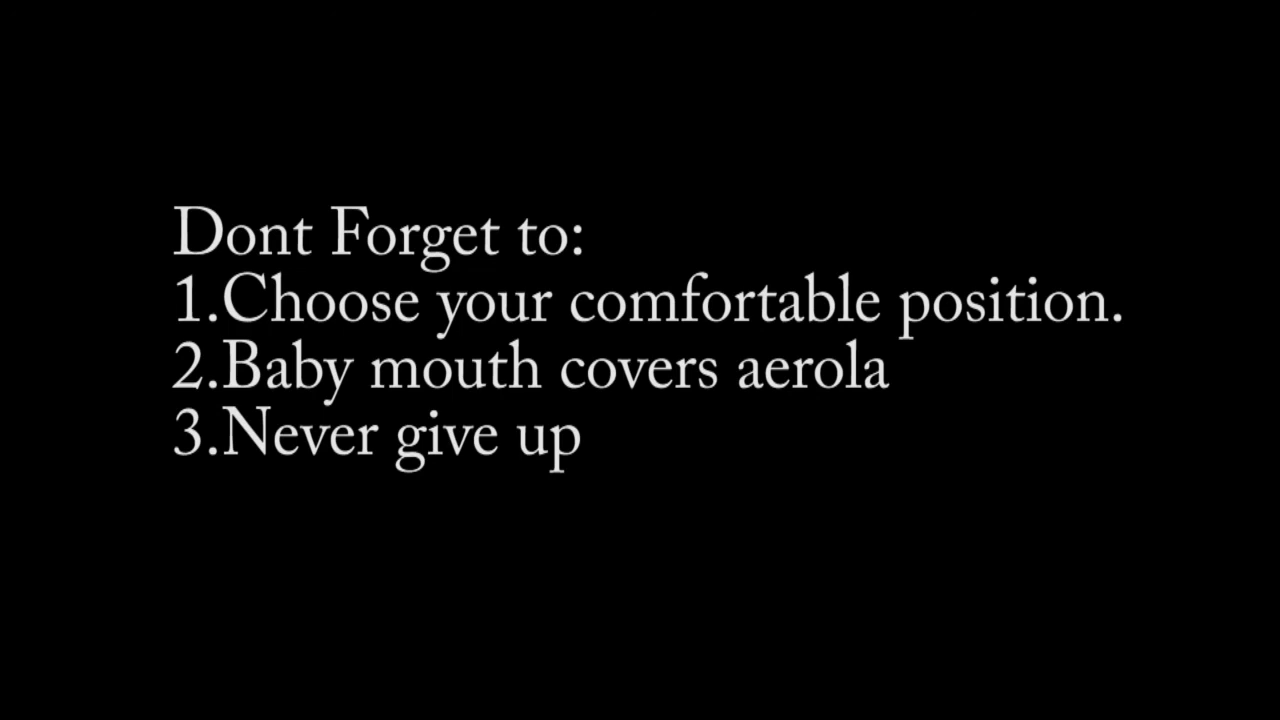 Dont Forget to:
1.Choose your comfortable position.
2.Baby mouth covers aerola
3.Never give up